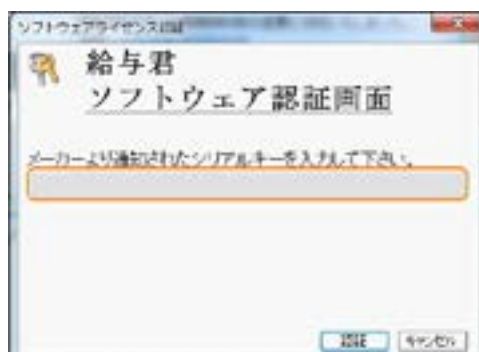 ソフトウェアライセンス認証
給与君
ソフトウェア認証画面
メーカーより通知されたシリアルキーを入力して下さい。
認証
キャンセル